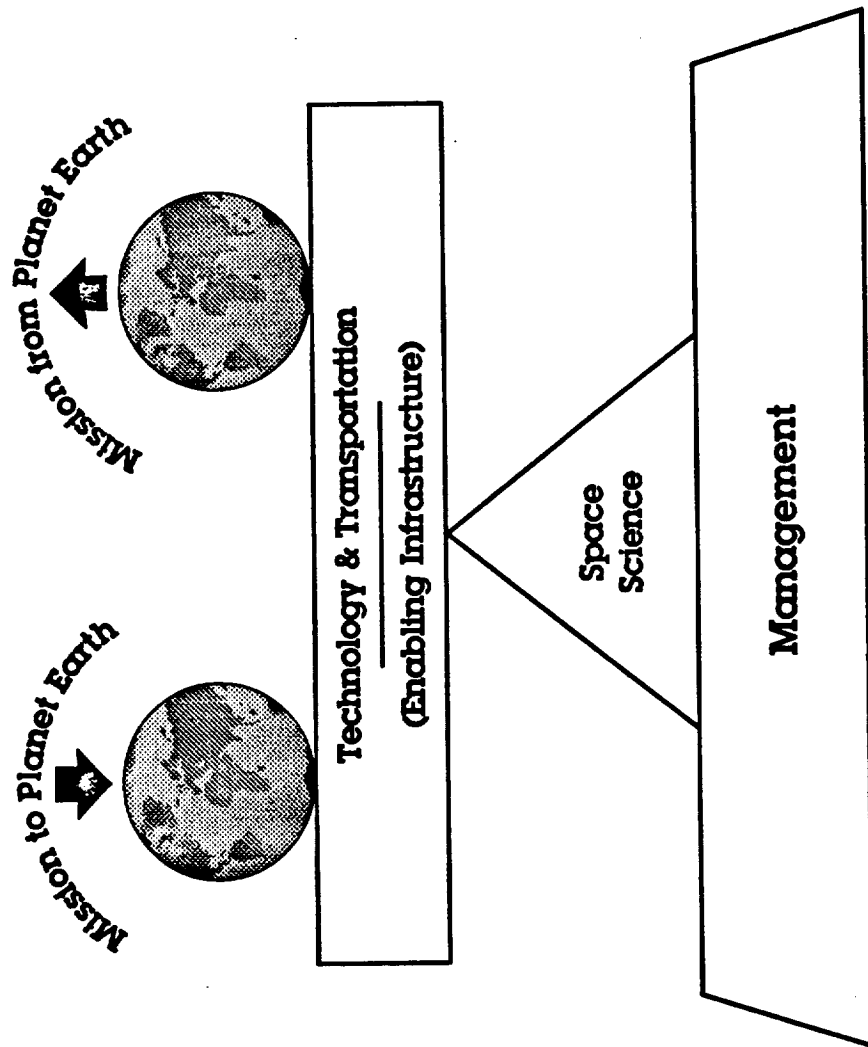 Mission to Planet Earth
Mission from Planet Earth
Technology & Transportation
(Enabling Infrastructure)
Space
Science
Management